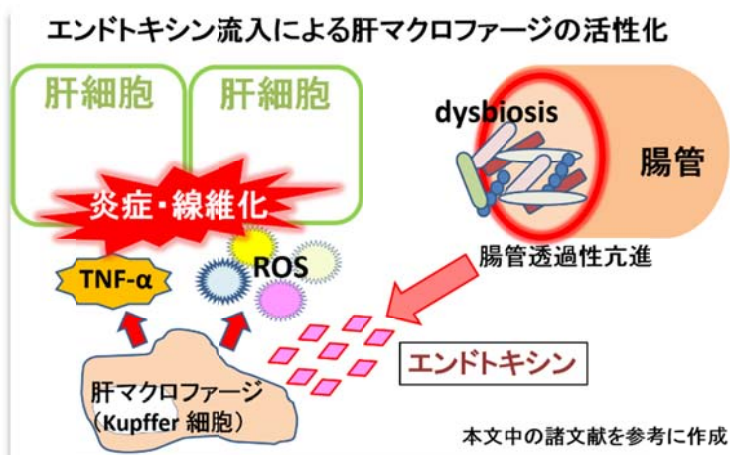 エンドトキシン流入による肝マクロファージの活性化
肝細胞
肝細胞
dysbiosis
腸管
炎症・線維化
腸管透過性亢進
TNF-α
ROS
エンドトキシン
肝マクロファージ
（Kupffer 細胞）
本文中の諸文献を参考に作成